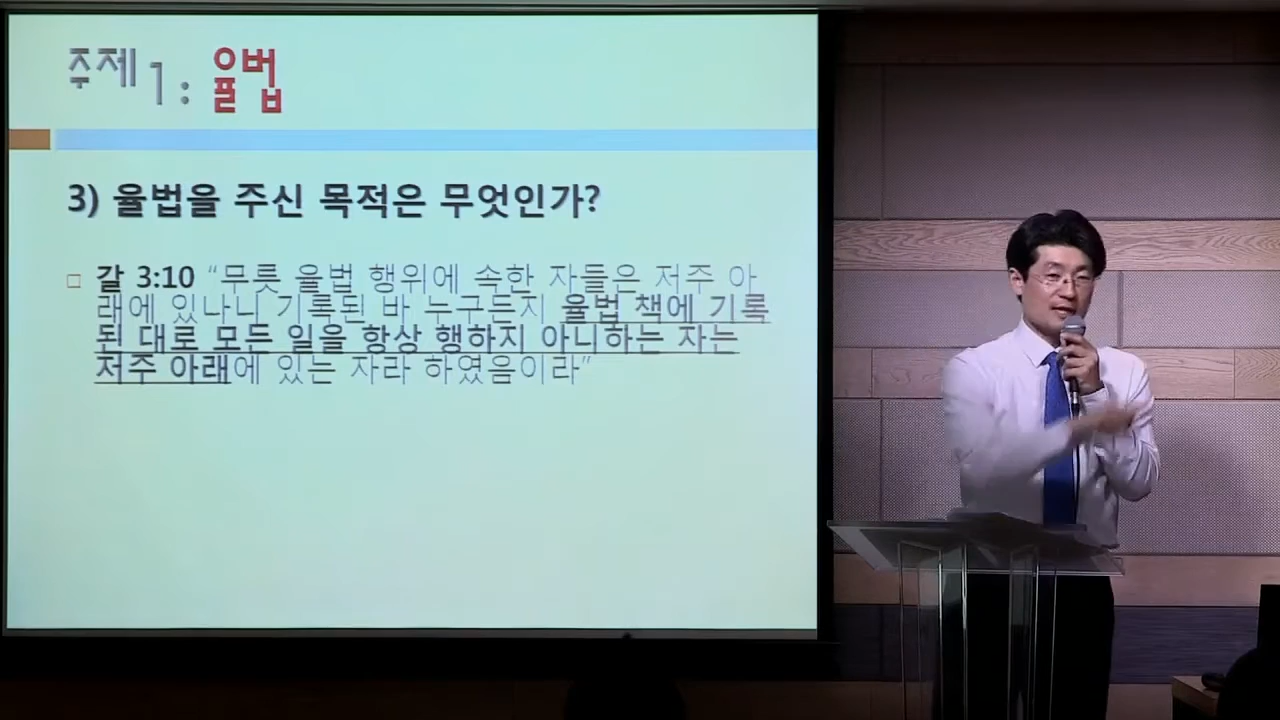 주제 1: 율법
3) 율법을 주신 목적은 무엇인가?
□ 갈 3:10 “무릇 율법 행위에 속한 자들은 저주 아
래에 있나니 기록된 바 누구든지 율법 책에 기록
된 대로 모든 일을 항상 행하지 아니하는 자는
저주 아래에 있는 자라 하였음이라”